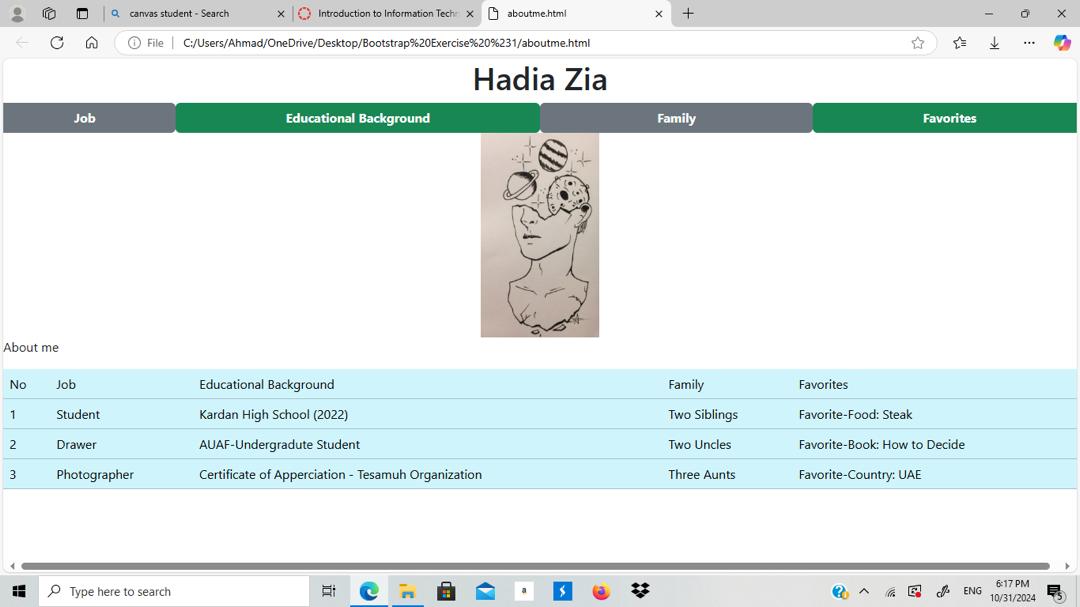 canvas student - Search
Introduction to Information Techn
aboutme.html
File
C:/Users/Ahmad/OneDrive/Desktop/Bootstrap%20Exercise%20%231/aboutme.html
Hadia Zia
Job Educational Background Family Favorites
About me
No Job Educational Background Family Favorites
1 Student Kardan High School (2022) Two Siblings Favorite-Food: Steak
2 Drawer AUAF-Undergradute Student Two Uncles Favorite-Book: How to Decide
3 Photographer Certificate of Apperciation - Tesamuh Organization Three Aunts Favorite-Country: UAE
Type here to search
a
ENG
6:17 PM
10/31/2024
5